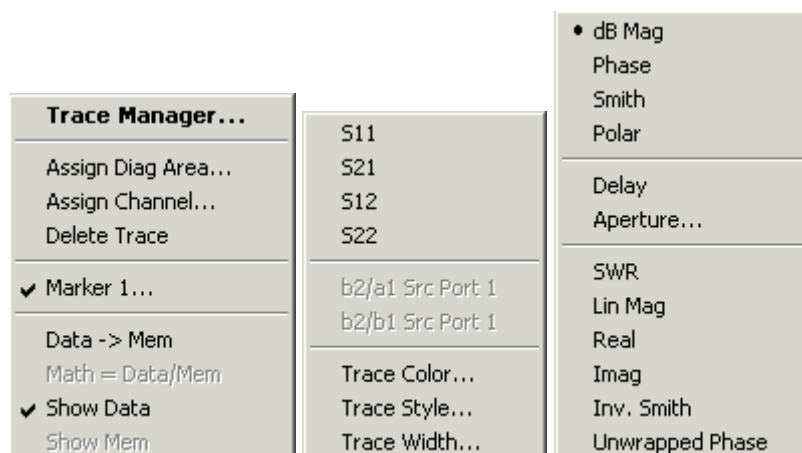 Trace Manager...
Assign Diag Area...
Assign Channel...
Delete Trace
Marker 1...
Data -> Mem
Math = Data/Mem
Show Data
Show Mem
S11
S21
S12
S22
b2/a1 Src Port 1
b2/b1 Src Port 1
Trace Color...
Trace Style...
Trace Width...
dB Mag
Phase
Smith
Polar
Delay
Aperture...
SWR
Lin Mag
Real
Imag
Inv. Smith
Unwrapped Phase